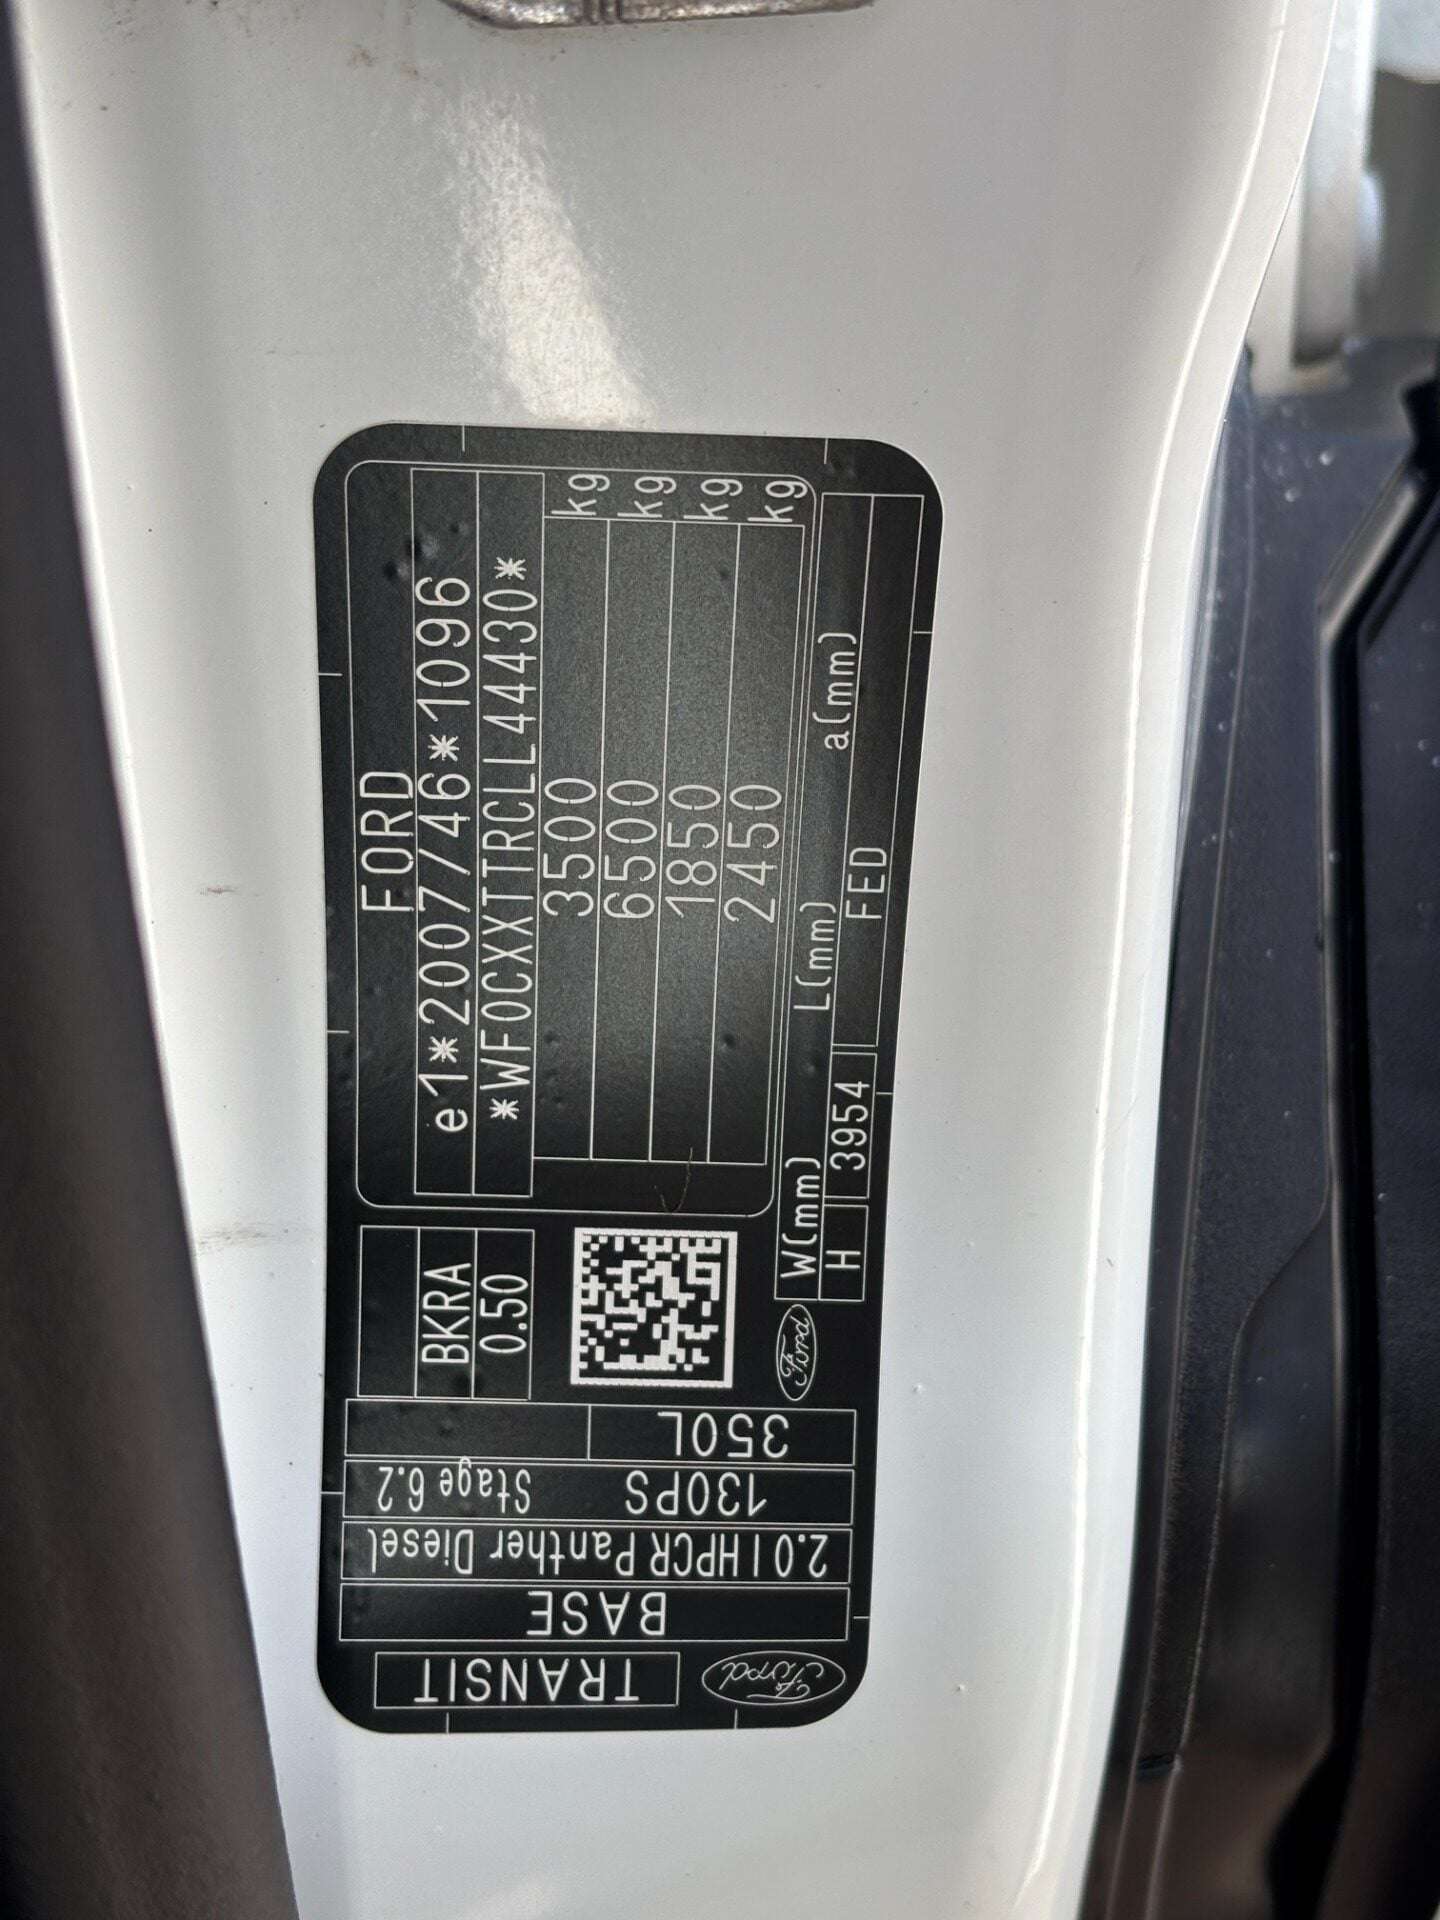 FORD
e1*2007/46*1096
*WF0CXXTTRCLL44430*
3500 kg
6500 kg
1850 kg
2450 kg
W(mm) L(mm) a(mm)
H 3954 FED
BKRA
0.50
Ford
350L
130PS Stage 6.2
2.0 l HPCR Panther Diesel
BASE
Ford TRANSIT